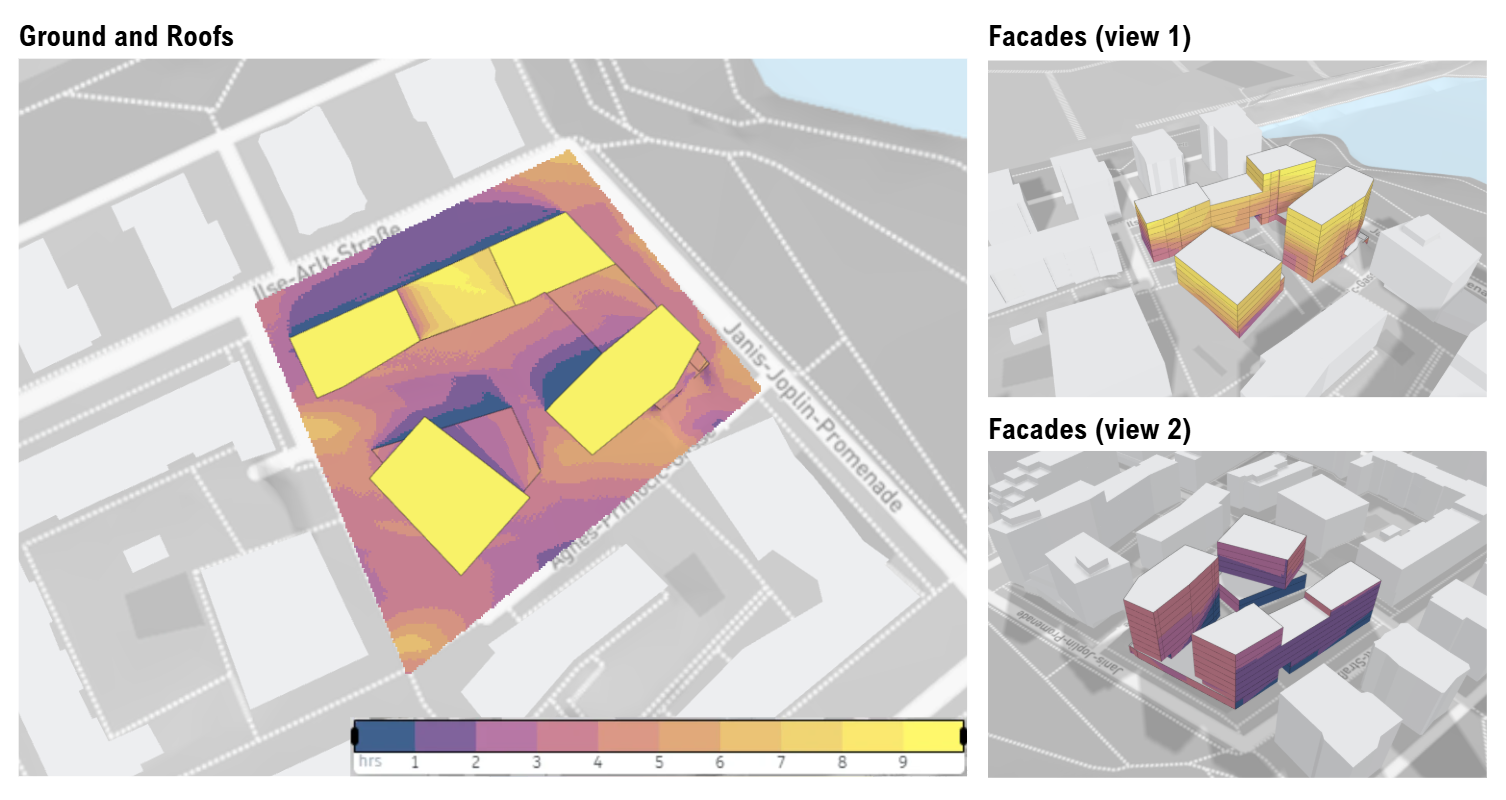 Ground and Roofs
Facades (view 1)
Ilse-Arlt-Straße
Janis-Joplin-Promenade
Facades (view 2)
Janis-Joplin-Promenade
hrs 1 2 3 4 5 6 7 8 9